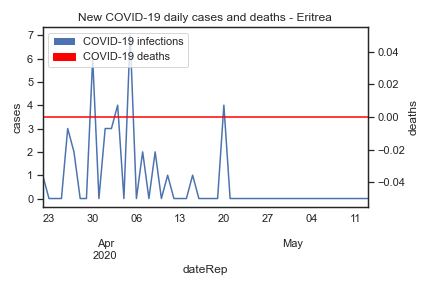 New COVID-19 daily cases and deaths - Eritrea
COVID-19 infections
COVID-19 deaths
7
6
5
4
3
2
1
0
cases
0.04
0.02
0.00
−0.02
−0.04
deaths
23 30 06 13 20 27 04 11
Apr May
2020
dateRep